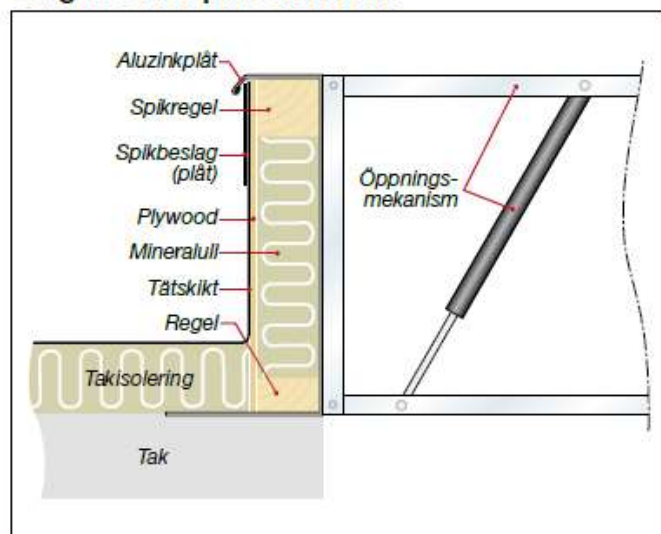 Aluzinkplåt
Spikregel
Spikbeslag
(plåt)
Plywood
Mineralull
Tätskikt
Regel
Takisolering
Tak
Öppnings-
mekanism